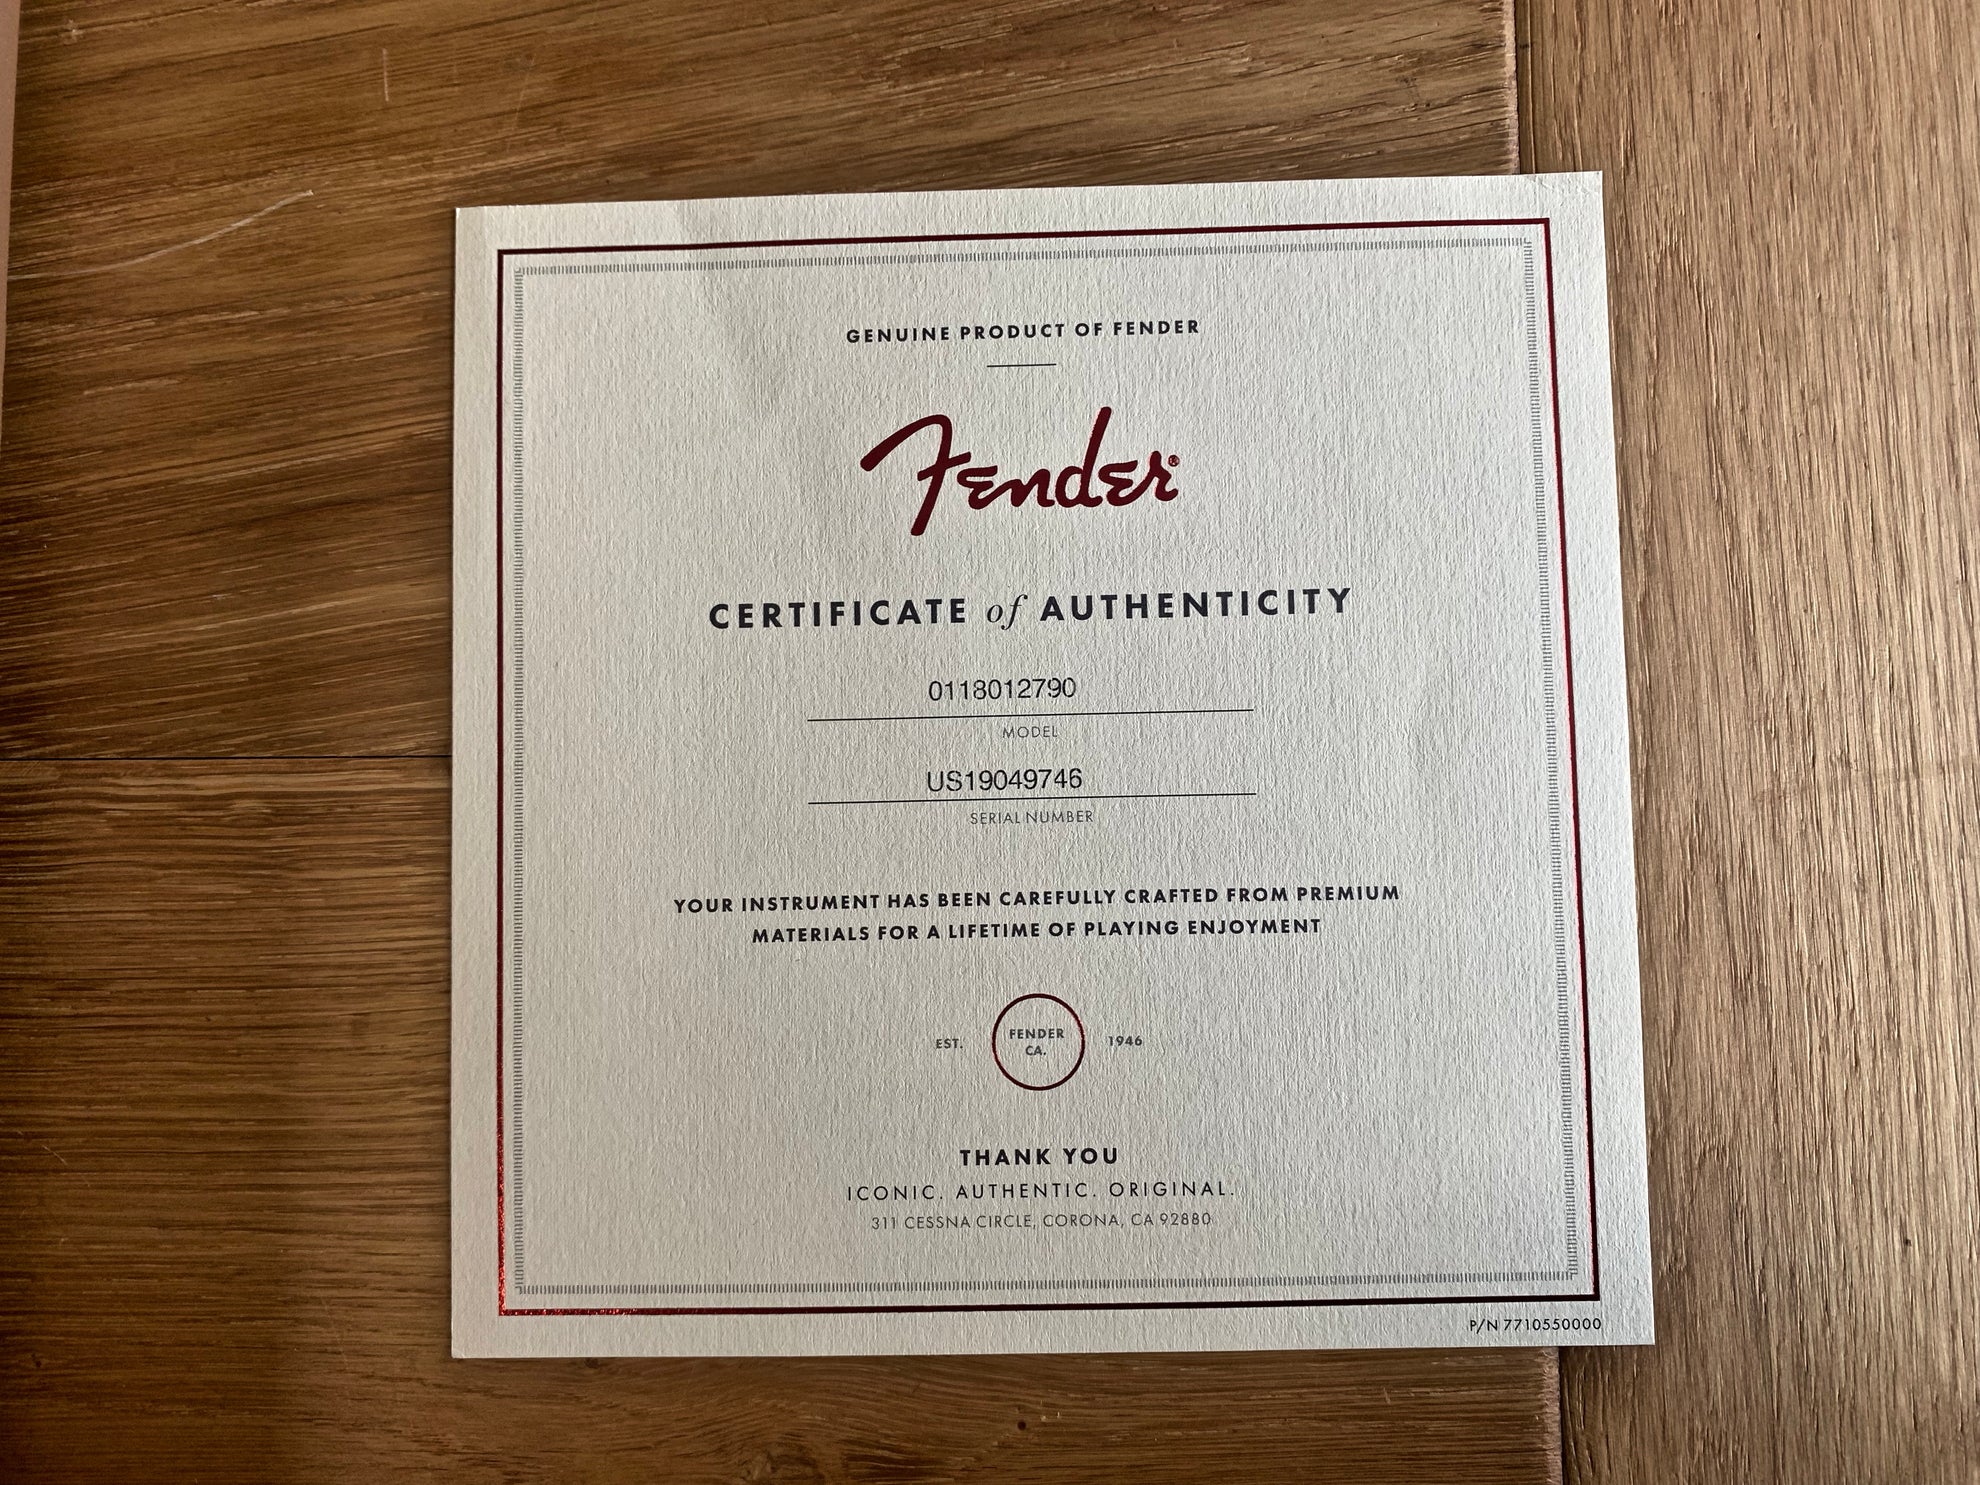 GENUINE PRODUCT OF FENDER
Fender®
CERTIFICATE of AUTHENTICITY
0118012790
MODEL
US19049746
SERIAL NUMBER
YOUR INSTRUMENT HAS BEEN CAREFULLY CRAFTED FROM PREMIUM
MATERIALS FOR A LIFETIME OF PLAYING ENJOYMENT
EST. FENDER CA. 1946
THANK YOU
ICONIC. AUTHENTIC. ORIGINAL.
311 CESSNA CIRCLE, CORONA, CA 92880
P/N 7710550000